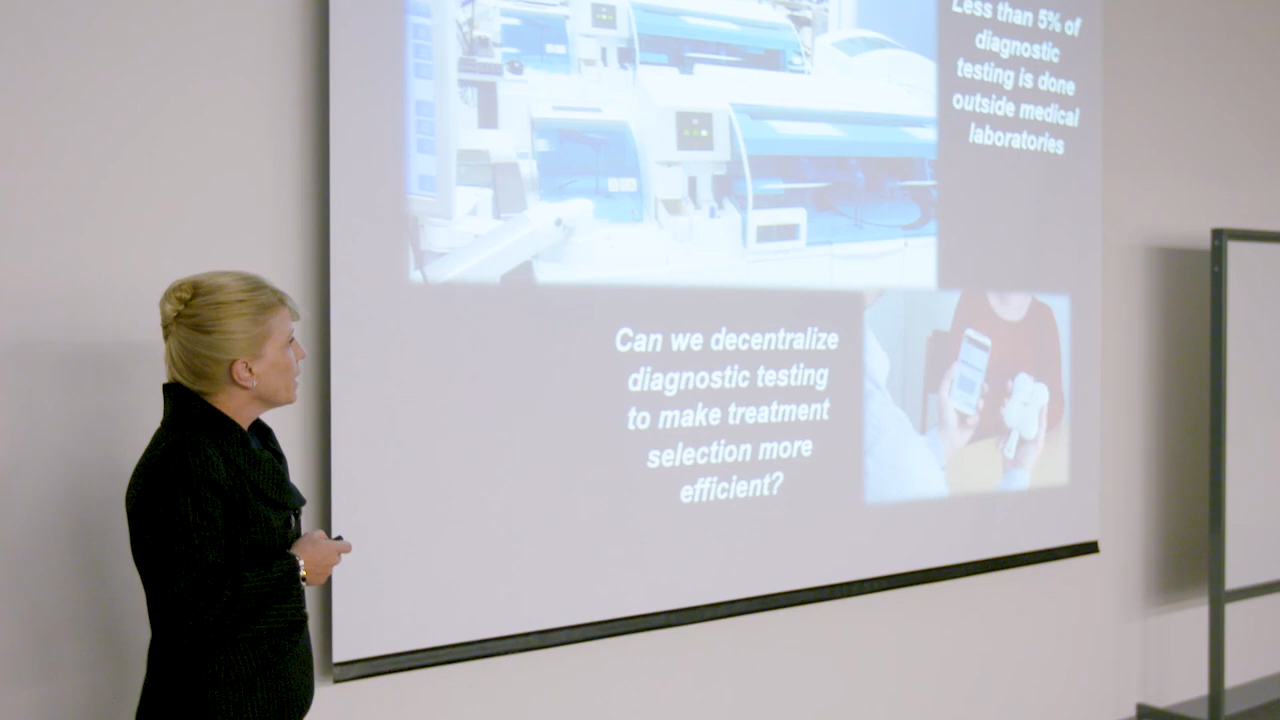 Less than 5% of
diagnostic
testing is done
outside medical
laboratories
Can we decentralize
diagnostic testing
to make treatment
selection more
efficient?